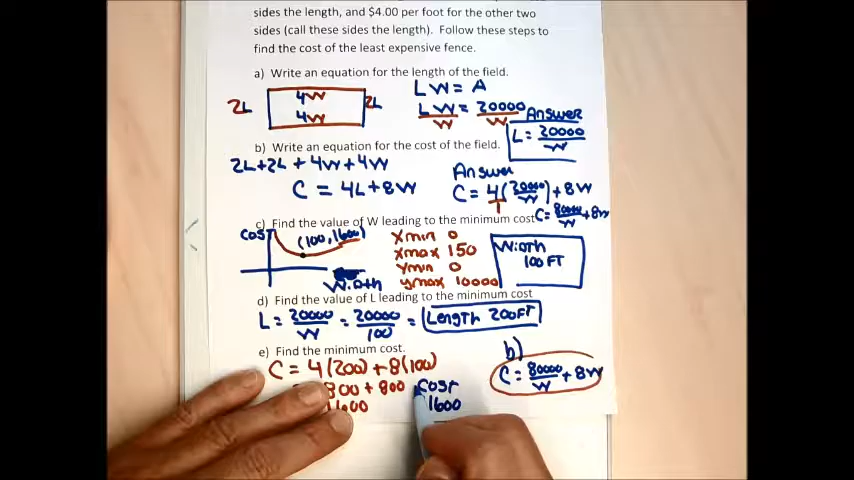 sides the length, and $4.00 per foot for the other two
sides (call these sides the length). Follow these steps to
find the cost of the least expensive fence.
a) Write an equation for the length of the field.
2L 4W 4W 2L
LW = A
LW/W = 20000/W
Answer
L = 20000/W
b) Write an equation for the cost of the field.
2L+2L + 4W+4W
C = 4L+8W
Answer
C = 4/1(20000/W)+8W
C=80000/W+8W
c) Find the value of W leading to the minimum cost
COST
(100,1600)
Width
Xmin 0
Xmax 150
Ymin 0
ymax 10000
Width
100 FT
d) Find the value of L leading to the minimum cost
L = 20000/W = 20000/100 = Length 200FT
e) Find the minimum cost.
C = 4(200) + 8(100)
800 + 800
1600
Cost
1600
b)
C = 80000/W + 8W